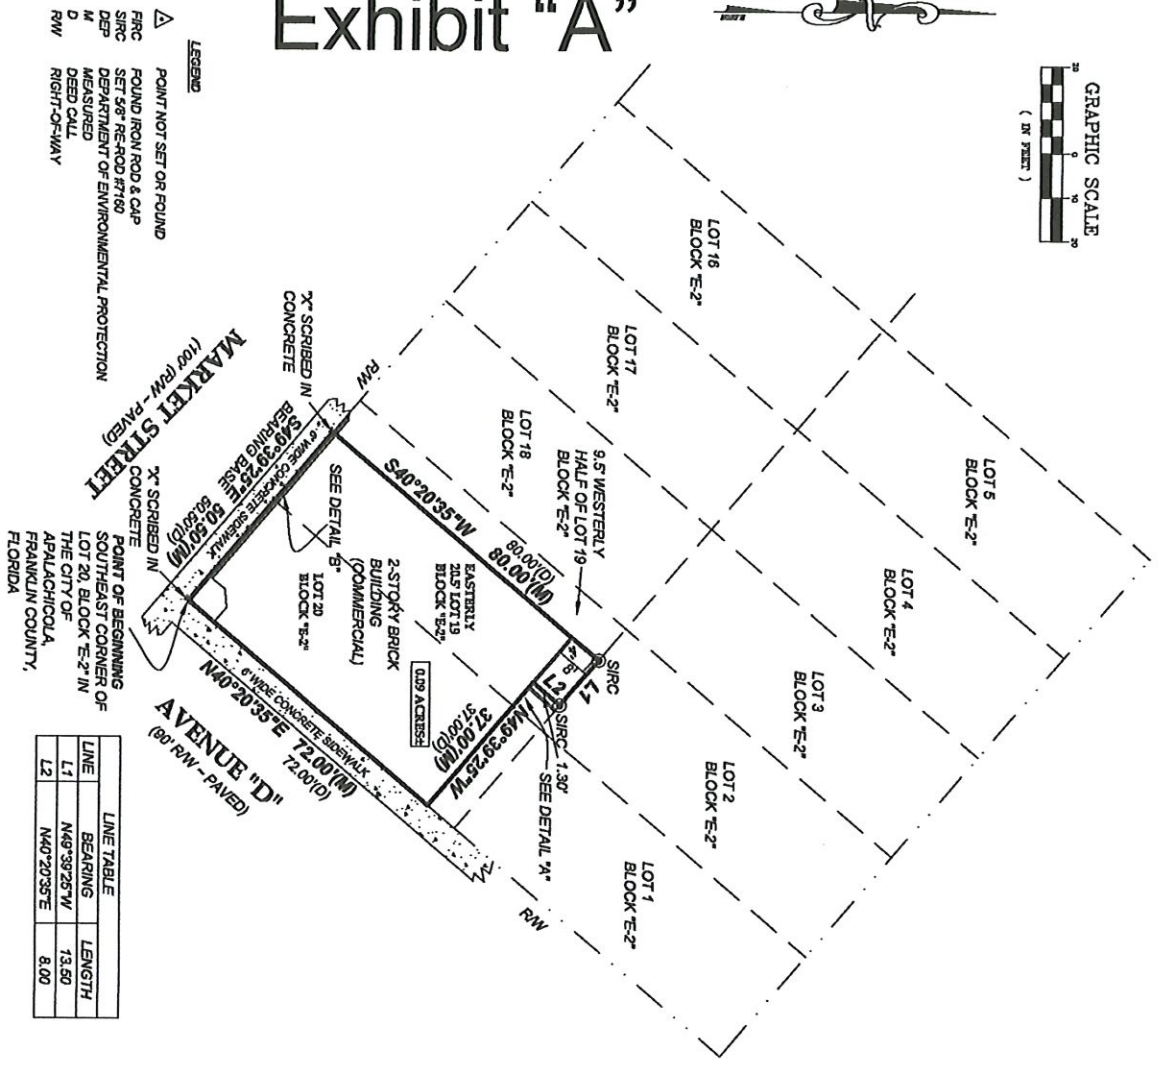 Exhibit "A"
GRAPHIC SCALE
20 0 10 20
( IN FEET )
LEGEND
POINT NOT SET OR FOUND
FIRC FOUND IRON ROD & CAP
SIRC SET 5/8" RE-ROD #7160
DEP DEPARTMENT OF ENVIRONMENTAL PROTECTION
M MEASURED
D DEED CALL
R/W RIGHT-OF-WAY
LOT 16
BLOCK "E-2"
LOT 17
BLOCK "E-2"
LOT 18
BLOCK "E-2"
9.5' WESTERLY
HALF OF LOT 19
BLOCK "E-2"
LOT 5
BLOCK "E-2"
LOT 4
BLOCK "E-2"
LOT 3
BLOCK "E-2"
LOT 2
BLOCK "E-2"
LOT 1
BLOCK "E-2"
R/W
"X" SCRIBED IN
CONCRETE
MARKET STREET
(100' R/W ~ PAVED)
S49°39'25"E 50.50'(M)
BEARING BASE 50.50'(D)
6' WIDE CONCRETE SIDEWALK
SEE DETAIL "B"
S40°20'35"W 80.00'(M)
80.00'(D)
EASTERLY
20.5' LOT 19
BLOCK "E-2"
2-STORY BRICK
BUILDING
(COMMERCIAL)
LOT 20
BLOCK "E-2"
0.09 ACRES±
SIRC
L1
L2
8'
SIRC
1.30'
SEE DETAIL "A"
N49°39'25"W
37.00'(M)
37.00'(D)
N40°20'35"E 72.00'(M)
72.00'(D)
6' WIDE CONCRETE SIDEWALK
AVENUE "D"
(90' R/W ~ PAVED)
R/W
"X" SCRIBED IN
CONCRETE
POINT OF BEGINNING
SOUTHEAST CORNER OF
LOT 20, BLOCK "E-2" IN
THE CITY OF
APALACHICOLA,
FRANKLIN COUNTY,
FLORIDA
LINE TABLE
LINE BEARING LENGTH
L1 N49°39'25"W 13.50
L2 N40°20'35"E 8.00